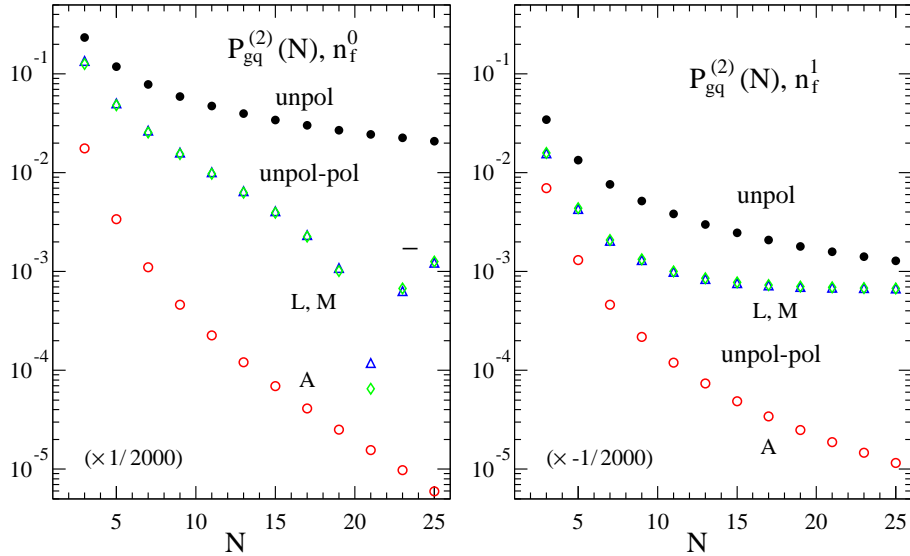 P_gq^(2)(N), n_f^0
unpol
unpol-pol
L, M
A
(× 1/2000)
10^-1
10^-2
10^-3
10^-4
10^-5
5
10
15
20
25
N
P_gq^(2)(N), n_f^1
unpol
L, M
unpol-pol
A
(× -1/2000)
10^-1
10^-2
10^-3
10^-4
10^-5
5
10
15
20
25
N